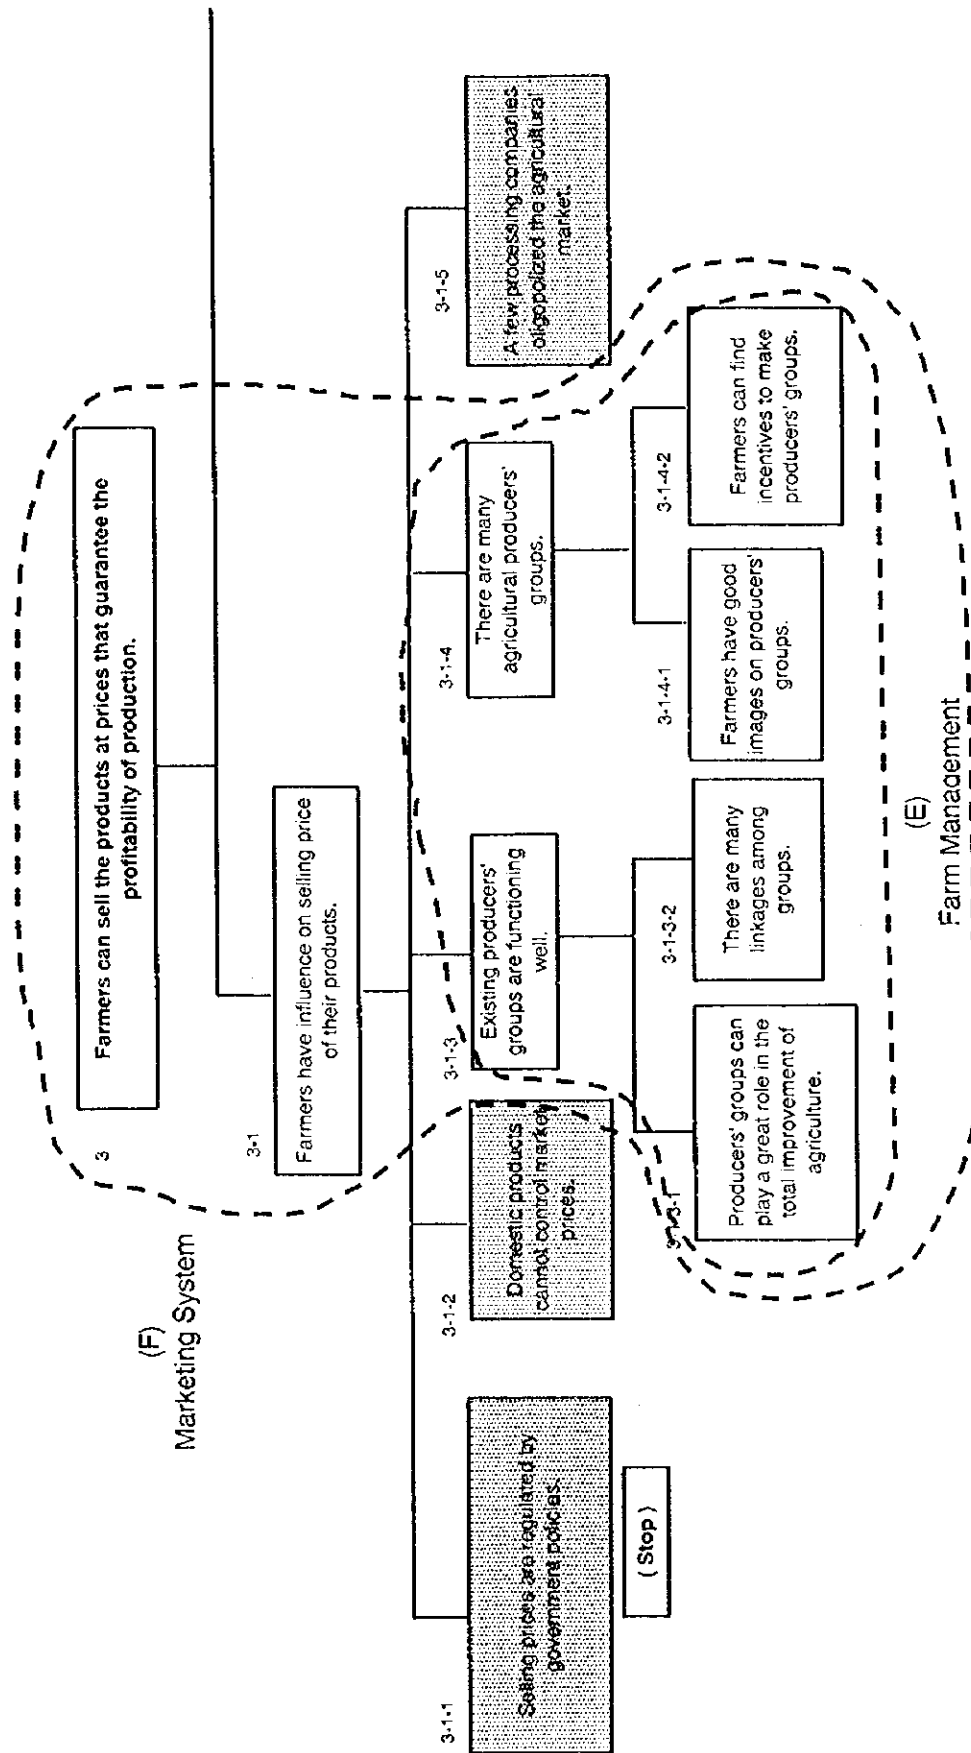 (F)
Marketing System
3
Farmers can sell the products at prices that guarantee the
profitability of production.
3-1
Farmers have influence on selling price
of their products.
3-1-1
Selling prices are regulated by
government policies.
( Stop )
3-1-2
Domestic products
cannot control market
prices.
3-1-3
Existing producers'
groups are functioning
well.
3-1-4
There are many
agricultural producers'
groups.
3-1-5
A few processing companies
oligopolized the agricultural
market.
3-1-3-1
Producers' groups can
play a great role in the
total improvement of
agriculture.
3-1-3-2
There are many
linkages among
groups.
3-1-4-1
Farmers have good
images on producers'
groups.
3-1-4-2
Farmers can find
incentives to make
producers' groups.
(E)
Farm Management